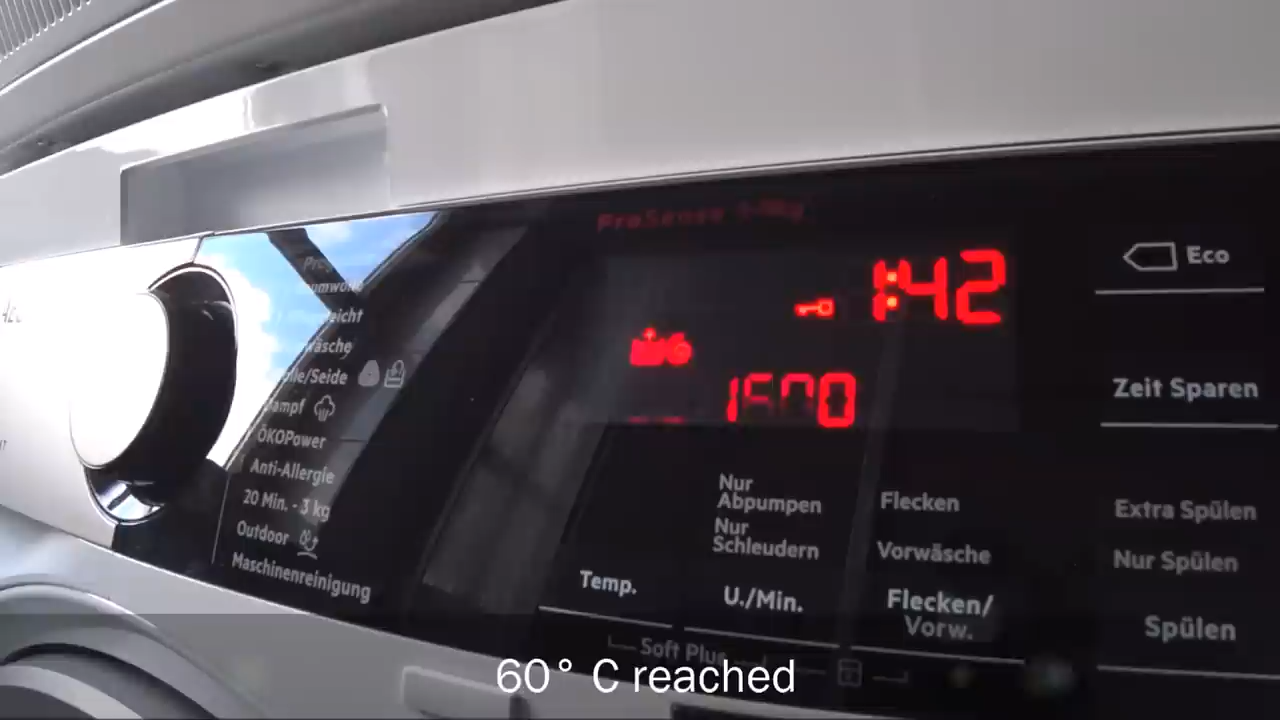 ProSense
1:42
Eco
Zeit Sparen
/Seide
ÖKOPower
Anti-Allergie
20 Min. - 3 kg
Outdoor
Maschinenreinigung
Nur
Abpumpen
Nur
Schleudern
Flecken
Vorwäsche
Extra Spülen
Nur Spülen
Temp.
U./Min.
Flecken/
Vorw.
Spülen
Soft Plus
60° C reached